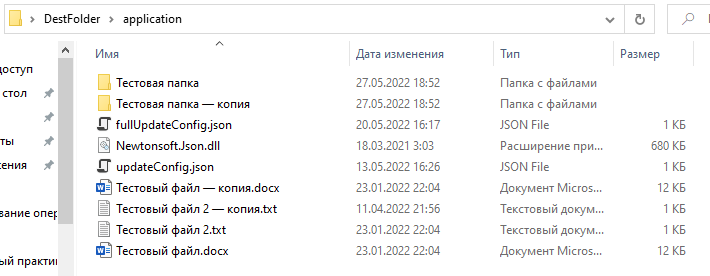 DestFolder > application
Имя Дата изменения Тип Размер
доступ
стол
ты
жения
вание опер
ый практик
Тестовая папка 27.05.2022 18:52 Папка с файлами
Тестовая папка — копия 27.05.2022 18:52 Папка с файлами
fullUpdateConfig.json 20.05.2022 16:17 JSON File 1 КБ
Newtonsoft.Json.dll 18.03.2021 3:03 Расширение при... 680 КБ
updateConfig.json 13.05.2022 16:26 JSON File 1 КБ
Тестовый файл — копия.docx 23.01.2022 22:04 Документ Micros... 12 КБ
Тестовый файл 2 — копия.txt 11.04.2022 21:56 Текстовый докум... 1 КБ
Тестовый файл 2.txt 23.01.2022 22:04 Текстовый докум... 1 КБ
Тестовый файл.docx 23.01.2022 22:04 Документ Micros... 12 КБ